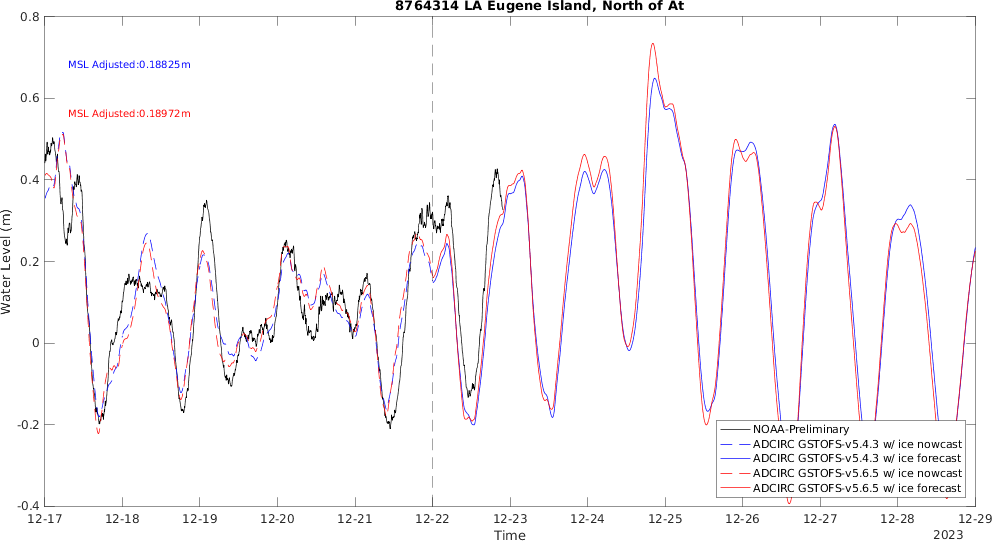 8764314 LA Eugene Island, North of At
MSL Adjusted:0.18825m
MSL Adjusted:0.18972m
Water Level (m)
0.8
0.6
0.4
0.2
0
-0.2
-0.4
NOAA-Preliminary
ADCIRC GSTOFS-v5.4.3 w/ ice nowcast
ADCIRC GSTOFS-v5.4.3 w/ ice forecast
ADCIRC GSTOFS-v5.6.5 w/ ice nowcast
ADCIRC GSTOFS-v5.6.5 w/ ice forecast
12-17 12-18 12-19 12-20 12-21 12-22 12-23 12-24 12-25 12-26 12-27 12-28 12-29
Time
2023